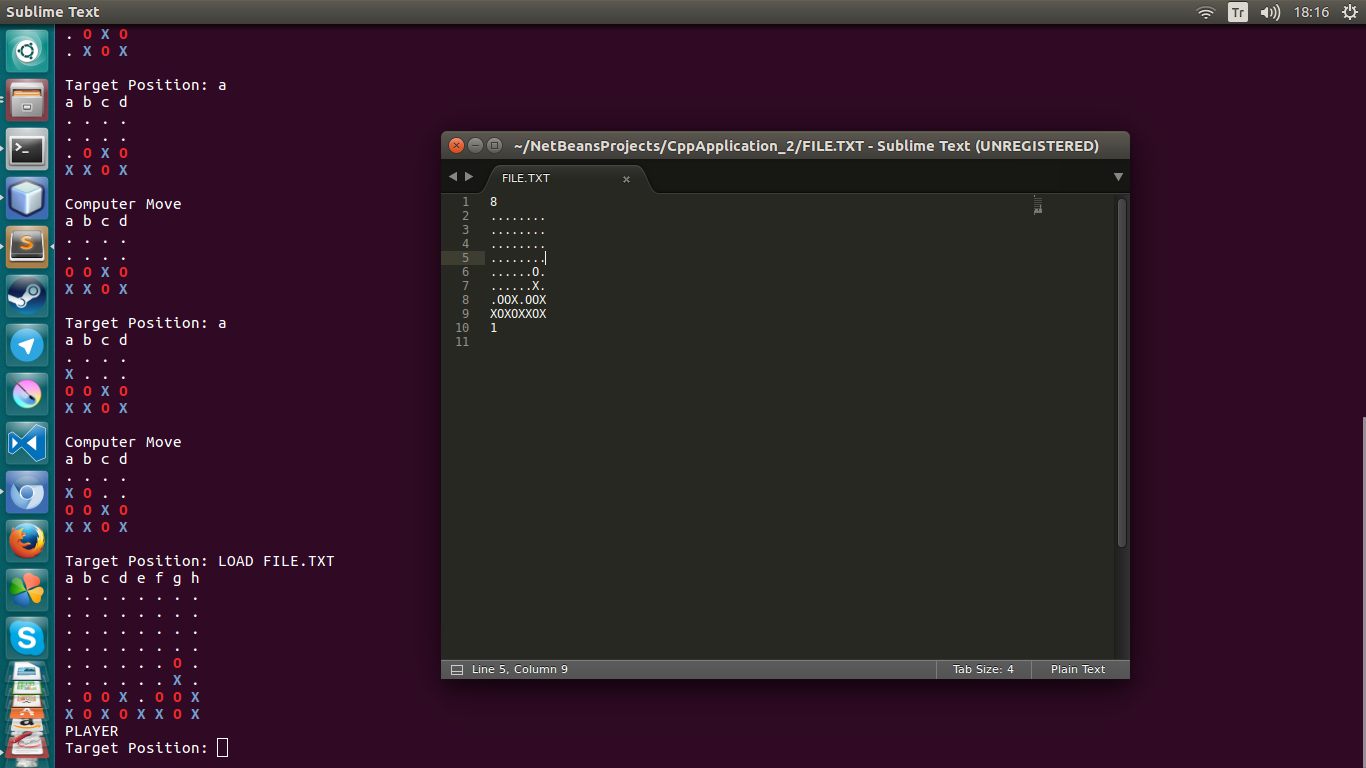 Sublime Text
Tr
18:16
. O X O
. X O X
Target Position: a
a b c d
. . . .
. . . .
. O X O
X X O X
Computer Move
a b c d
. . . .
. . . .
O O X O
X X O X
Target Position: a
a b c d
. . . .
X . . .
O O X O
X X O X
Computer Move
a b c d
. . . .
X O . .
O O X O
X X O X
Target Position: LOAD FILE.TXT
a b c d e f g h
. . . . . . . .
. . . . . . . .
. . . . . . . .
. . . . . . . .
. . . . . . O .
. . . . . . X .
. O O X . O O X
X O X O X X O X
PLAYER
Target Position:
~/NetBeansProjects/CppApplication_2/FILE.TXT - Sublime Text (UNREGISTERED)
FILE.TXT
1 8
2 ........
3 ........
4 ........
5 ........
6 ......O.
7 ......X.
8 .OOX.OOX
9 XOXOXXOX
10 1
11
Line 5, Column 9
Tab Size: 4
Plain Text